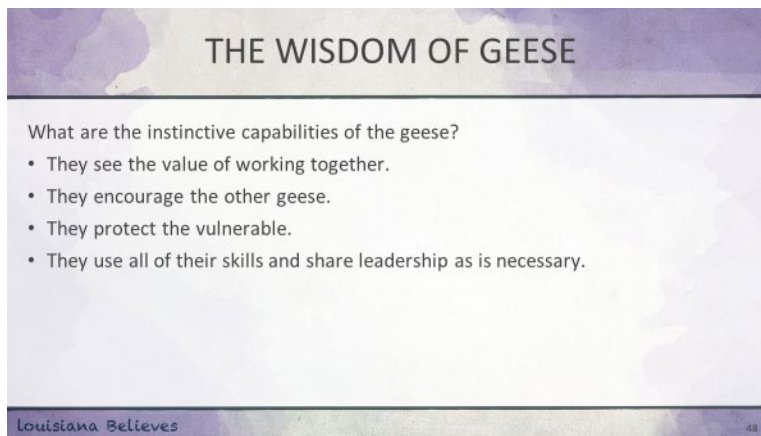 THE WISDOM OF GEESE
What are the instinctive capabilities of the geese?
• They see the value of working together.
• They encourage the other geese.
• They protect the vulnerable.
• They use all of their skills and share leadership as is necessary.
Louisiana Believes
48